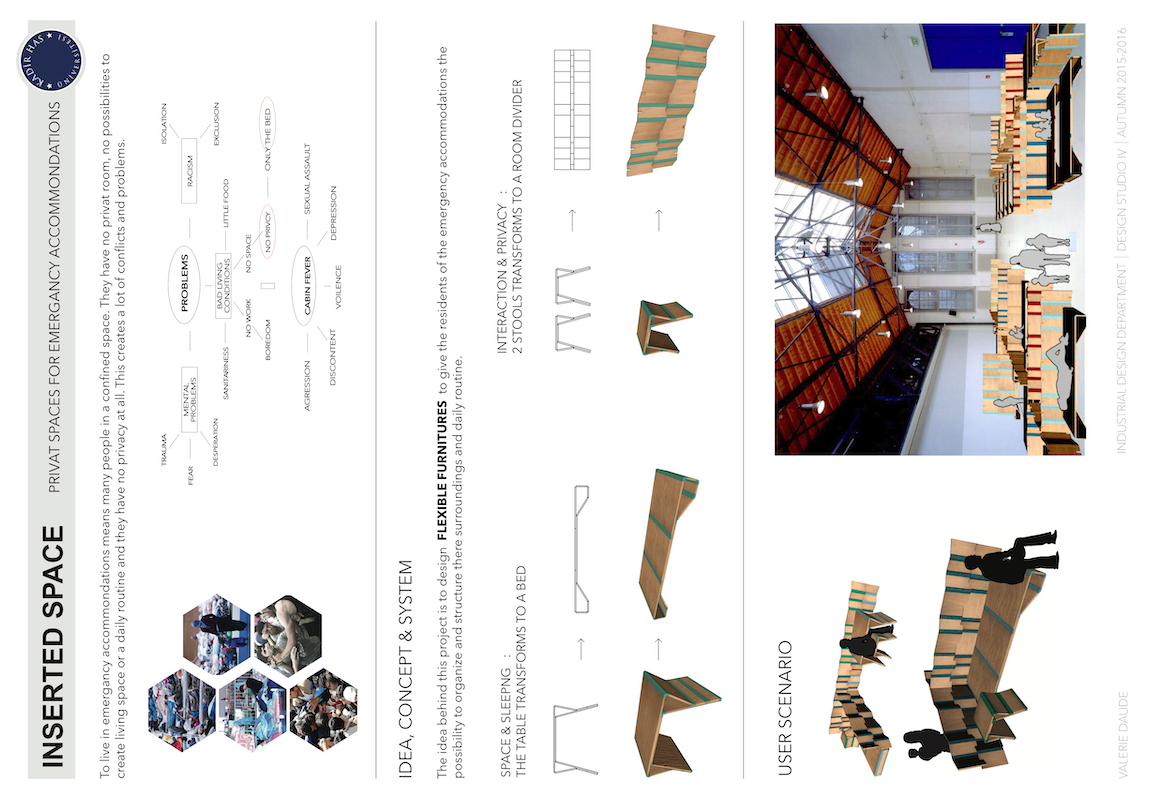 INSERTED SPACE PRIVAT SPACES FOR EMERGANCY ACCOMMONDATIONS
KADIR HAS ÜNİVERSİTESİ
To live in emergancy accommondations means many people in a confined space. They have no privat room, no possibilities to
create living space or a daily routine and they have no privacy at all. This creates a lot of conflicts and problems.
TRAUMA
FEAR
DESPERATION
MENTAL
PROBLEMS
PROBLEMS
RACISM
ISOLATION
EXCLUSION
SANITARINESS
BAD LIVING
CONDITIONS
LITTLE FOOD
NO WORK
NO SPACE
BOREDOM
NO PRIVCY
ONLY THE BED
CABIN FEVER
AGRESSION
SEXUAL ASSAULT
DISCONTENT
DEPRESSION
VOILENCE
IDEA, CONCEPT & SYSTEM
The idea behind this project is to design FLEXIBLE FURNITURES to give the residents of the emergency accommodations the
possibility to organize and structure there surroundings and daily routine.
SPACE & SLEEPNG :
THE TABLE TRANSFORMS TO A BED
INTERACTION & PRIVACY :
2 STOOLS TRANSFORMS TO A ROOM DIVIDER
USER SCENARIO
VALERIE DAUDE
INDUSTRIAL DESIGN DEPARTMENT | DESIGN STUDIO IV | AUTUMN 2015-2016